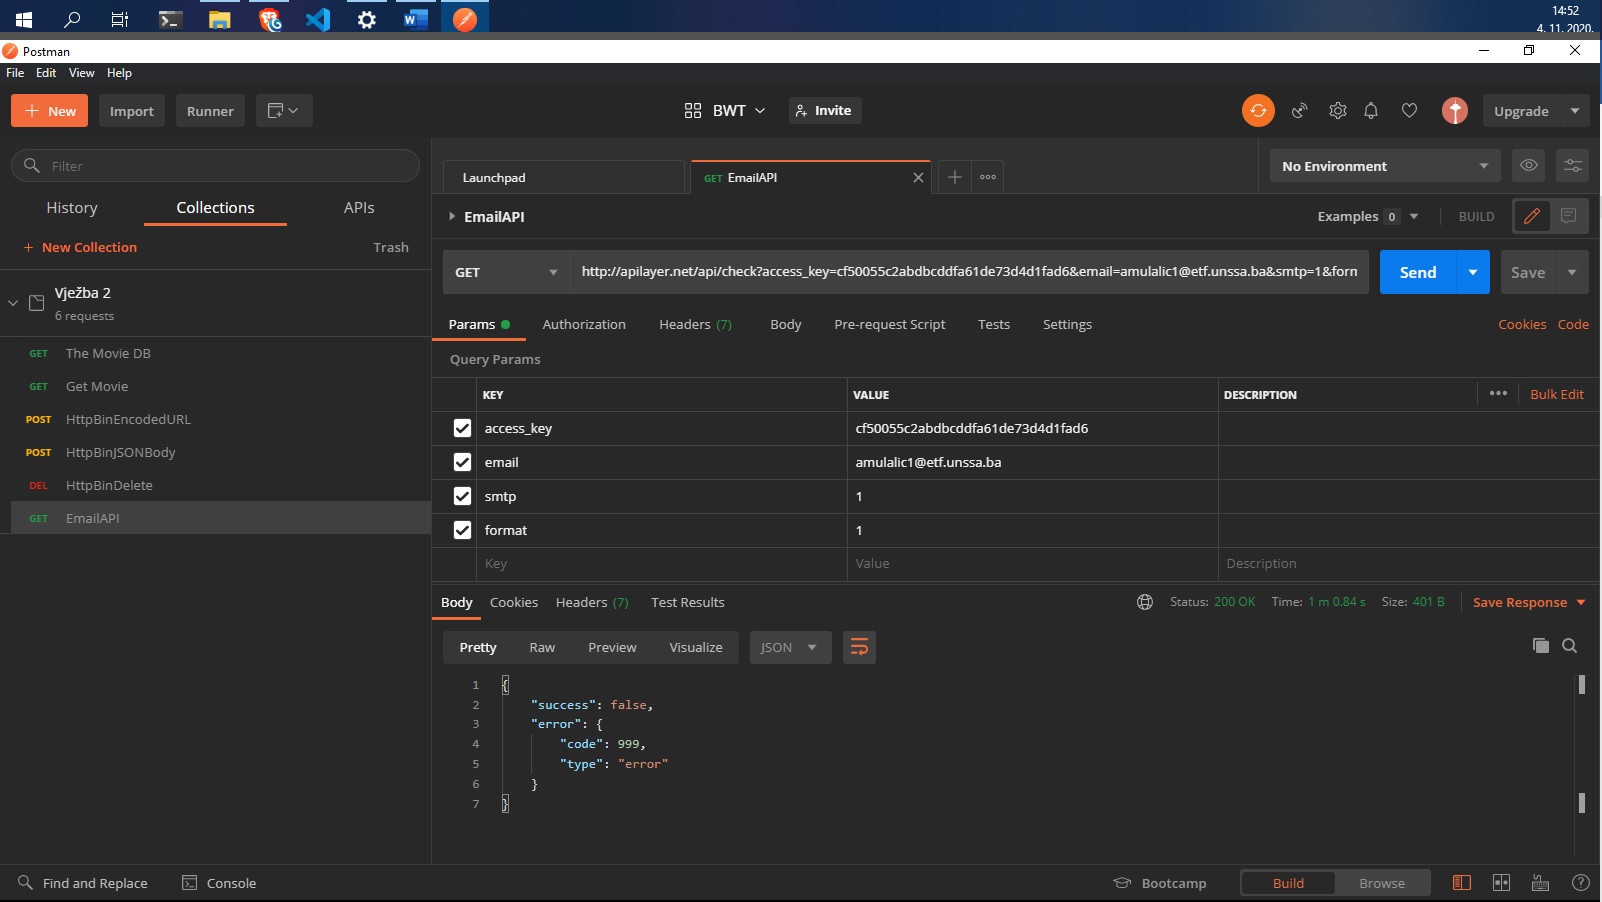 14:52
4. 11. 2020.
Postman
File Edit View Help
New Import Runner BWT Invite Upgrade
Filter
Launchpad GET EmailAPI No Environment
History Collections APIs
EmailAPI Examples 0 BUILD
New Collection Trash
GET http://apilayer.net/api/check?access_key=cf50055c2abdbcddfa61de73d4d1fad6&email=amulalic1@etf.unssa.ba&smtp=1&forn Send Save
Vježba 2
6 requests
Params Authorization Headers (7) Body Pre-request Script Tests Settings Cookies Code
The Movie DB
GET The Movie DB
GET Get Movie
POST HttpBinEncodedURL
POST HttpBinJSONBody
DEL HttpBinDelete
GET EmailAPI
Query Params
KEY VALUE DESCRIPTION Bulk Edit
access_key cf50055c2abdbcddfa61de73d4d1fad6
email amulalic1@etf.unssa.ba
smtp 1
format 1
Key Value Description
Body Cookies Headers (7) Test Results Status: 200 OK Time: 1 m 0.84 s Size: 401 B Save Response
Pretty Raw Preview Visualize JSON
1 {
2 "success": false,
3 "error": {
4 "code": 999,
5 "type": "error"
6 }
7 }
Find and Replace Console Bootcamp Build Browse